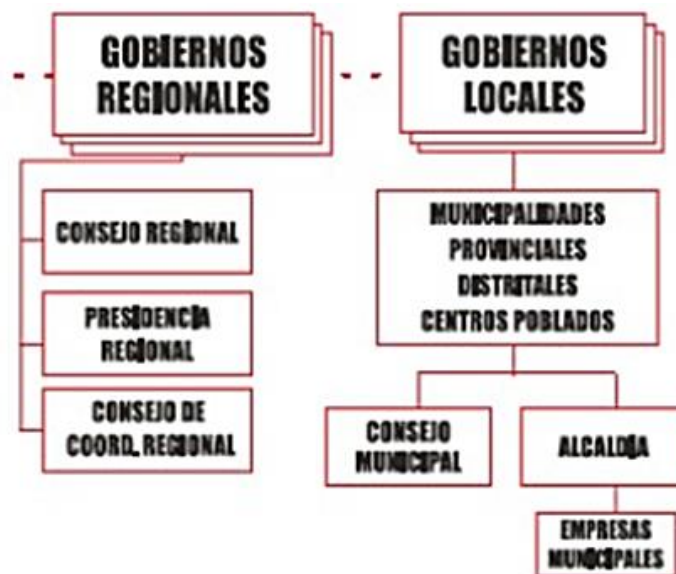 GOBIERNOS
REGIONALES
CONSEJO REGIONAL
PRESIDENCIA
REGIONAL
CONSEJO DE
COORD. REGIONAL
GOBIERNOS
LOCALES
MUNICIPALIDADES
PROVINCIALES
DISTRITALES
CENTROS POBLADOS
CONSEJO
MUNICIPAL
ALCALDÍA
EMPRESAS
MUNICIPALES